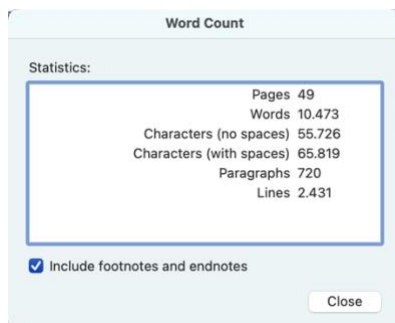 Word Count
Statistics:
Pages 49
Words 10.473
Characters (no spaces) 55.726
Characters (with spaces) 65.819
Paragraphs 720
Lines 2.431
Include footnotes and endnotes
Close